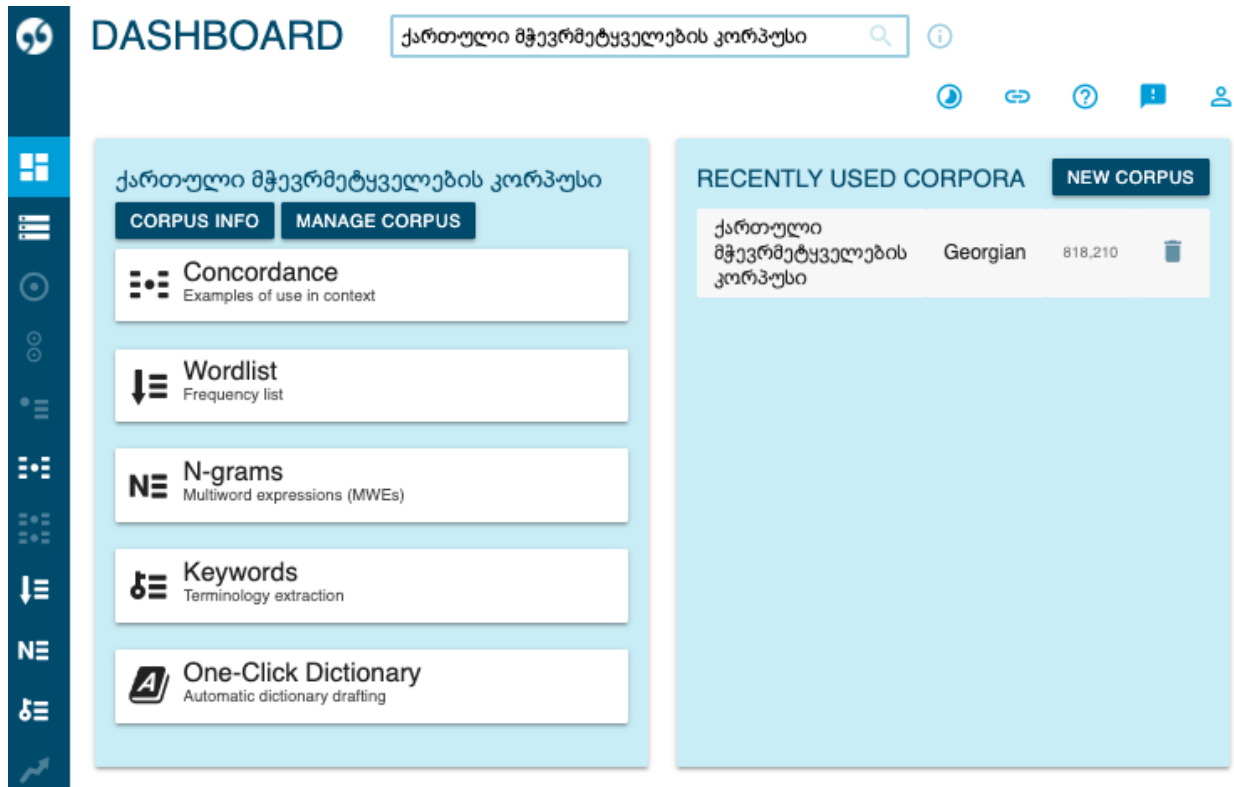 DASHBOARD
ქართული მჭევრმეტყველების კორპუსი
ქართული მჭევრმეტყველების კორპუსი
CORPUS INFO
MANAGE CORPUS
Concordance
Examples of use in context
Wordlist
Frequency list
N-grams
Multiword expressions (MWEs)
Keywords
Terminology extraction
One-Click Dictionary
Automatic dictionary drafting
RECENTLY USED CORPORA
NEW CORPUS
ქართული
მჭევრმეტყველების
კორპუსი
Georgian
818,210